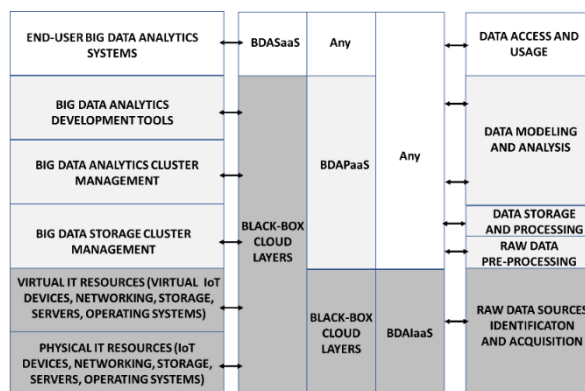 END-USER BIG DATA ANALYTICS
SYSTEMS
BIG DATA ANALYTICS
DEVELOPMENT TOOLS
BIG DATA ANALYTICS CLUSTER
MANAGEMENT
BIG DATA STORAGE CLUSTER
MANAGEMENT
VIRTUAL IT RESOURCES (VIRTUAL IoT
DEVICES, NETWORKING, STORAGE,
SERVERS, OPERATING SYSTEMS)
PHYSICAL IT RESOURCES (IoT
DEVICES, NETWORKING, STORAGE,
SERVERS, OPERATING SYSTEMS)
BDASaaS
BLACK-BOX
CLOUD
LAYERS
Any
BDAPaaS
BLACK-BOX
CLOUD
LAYERS
Any
BDAIaaS
DATA ACCESS AND
USAGE
DATA MODELING
AND ANALYSIS
DATA STORAGE
AND PROCESSING
RAW DATA
PRE-PROCESSING
RAW DATA SOURCES
IDENTIFICATON
AND ACQUISITION